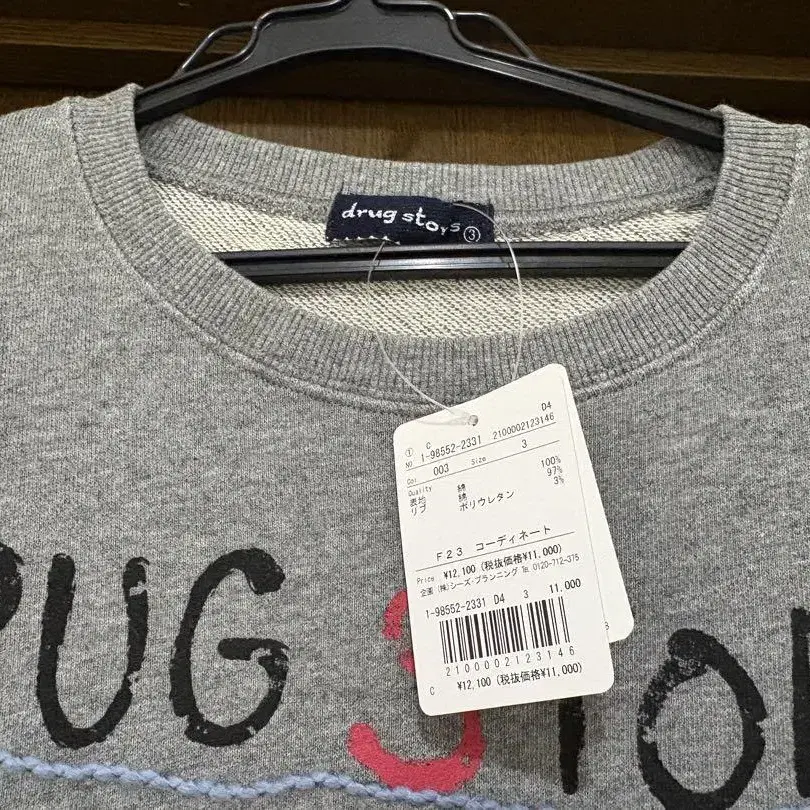 drug store's
③
① C D4
NO 1-98552-2331 2100002123146
Col 003 Size 3
Quality
表地 綿 100%
リブ 綿 97%
ポリウレタン 3%
F23 コーディネート
Price ¥12,100 (税抜価格¥11,000)
企画 (株)シーズ・プランニング ℡ 0120-712-375
1-98552-2331 D4 3 11,000
2100002123146
C ¥12,100 (税抜価格¥11,000)
RUG STO